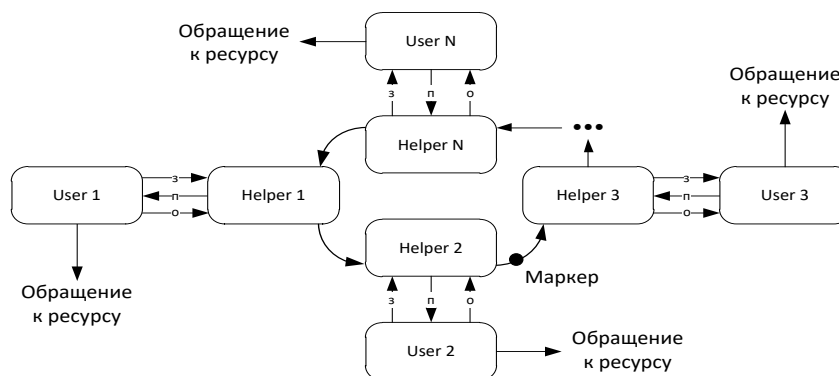 Обращение
к ресурсу
User N
з
п
о
Helper N
•••
Обращение
к ресурсу
User 1
з
п
о
Helper 1
Helper 3
з
п
о
User 3
Helper 2
Маркер
Обращение
к ресурсу
з
п
о
User 2
Обращение
к ресурсу